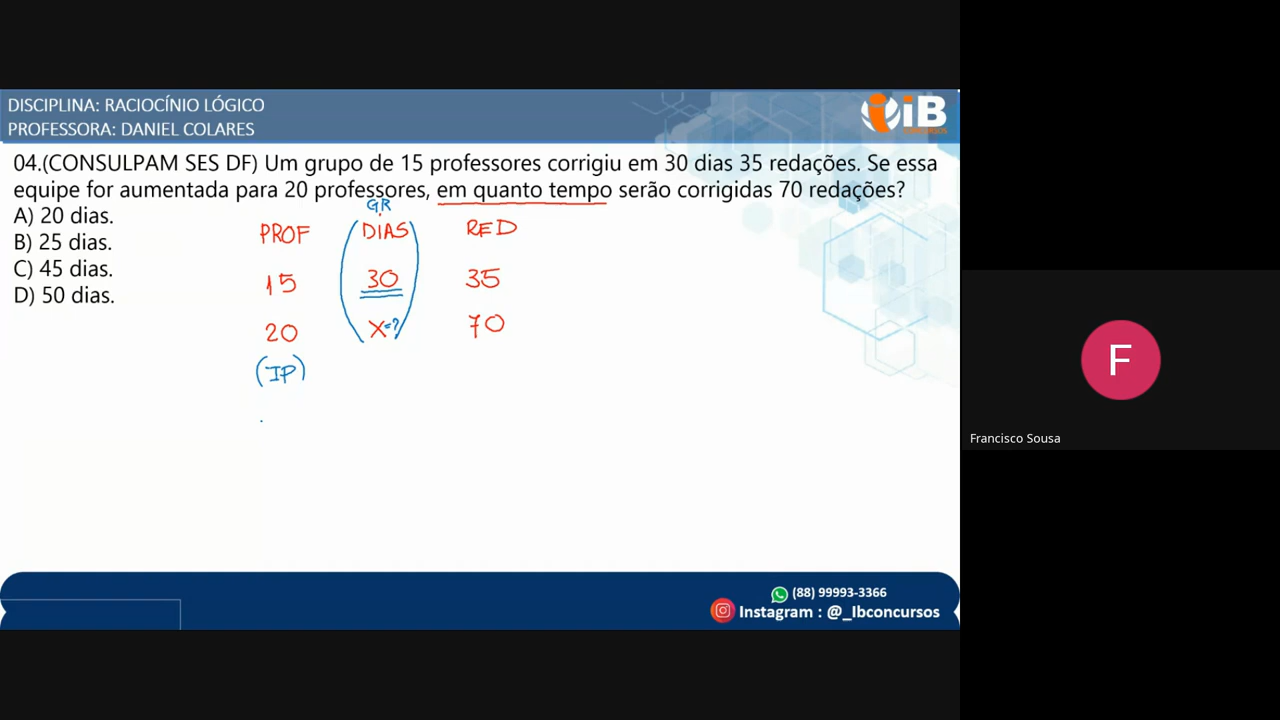 DISCIPLINA: RACIOCÍNIO LÓGICO
PROFESSORA: DANIEL COLARES
iB
CONCURSOS
04.(CONSULPAM SES DF) Um grupo de 15 professores corrigiu em 30 dias 35 redações. Se essa
equipe for aumentada para 20 professores, em quanto tempo serão corrigidas 70 redações?
A) 20 dias.
B) 25 dias.
C) 45 dias.
D) 50 dias.
GR
PROF DIAS RED
15 30 35
20 X=? 70
(IP)
(88) 99993-3366
Instagram : @_Ibconcursos
F
Francisco Sousa